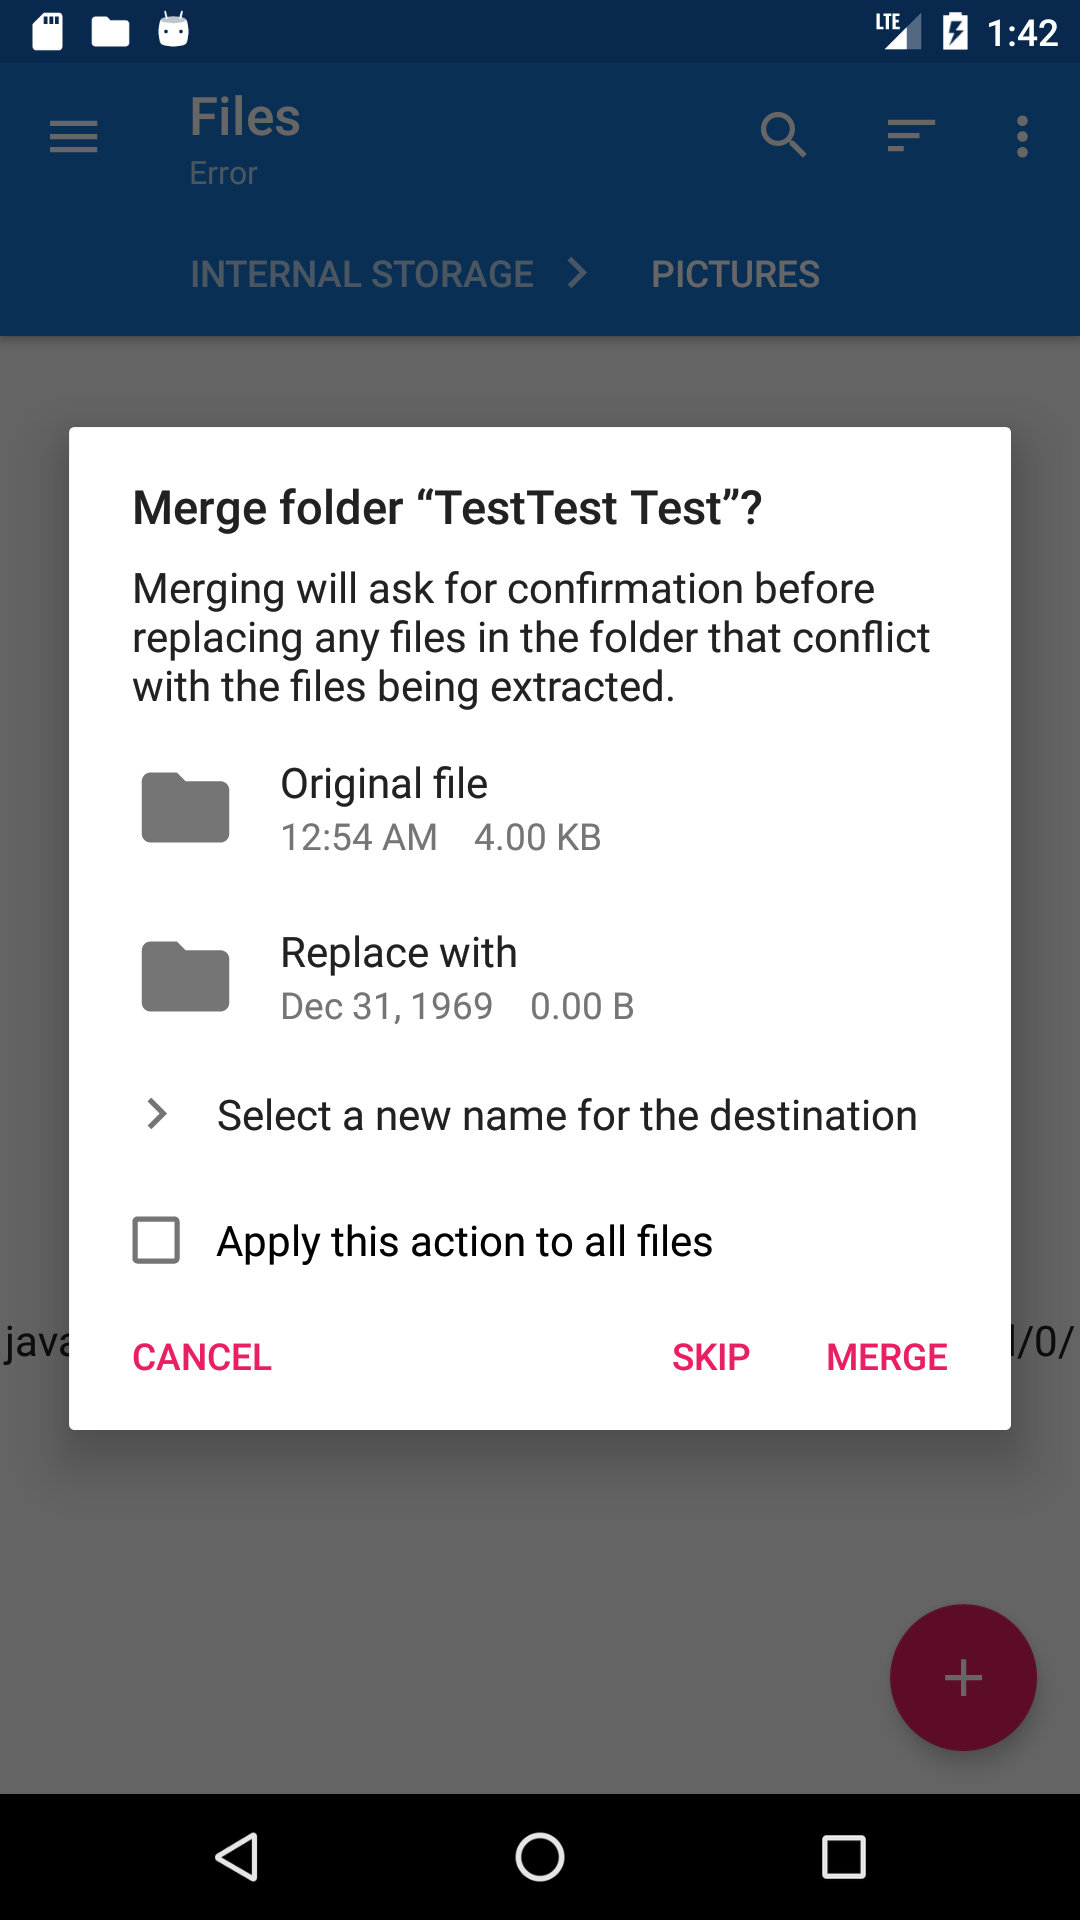 LTE 1:42
Files
Error
INTERNAL STORAGE PICTURES
Merge folder “TestTest Test”?
Merging will ask for confirmation before
replacing any files in the folder that conflict
with the files being extracted.
Original file
12:54 AM 4.00 KB
Replace with
Dec 31, 1969 0.00 B
Select a new name for the destination
Apply this action to all files
/0/
CANCEL SKIP MERGE